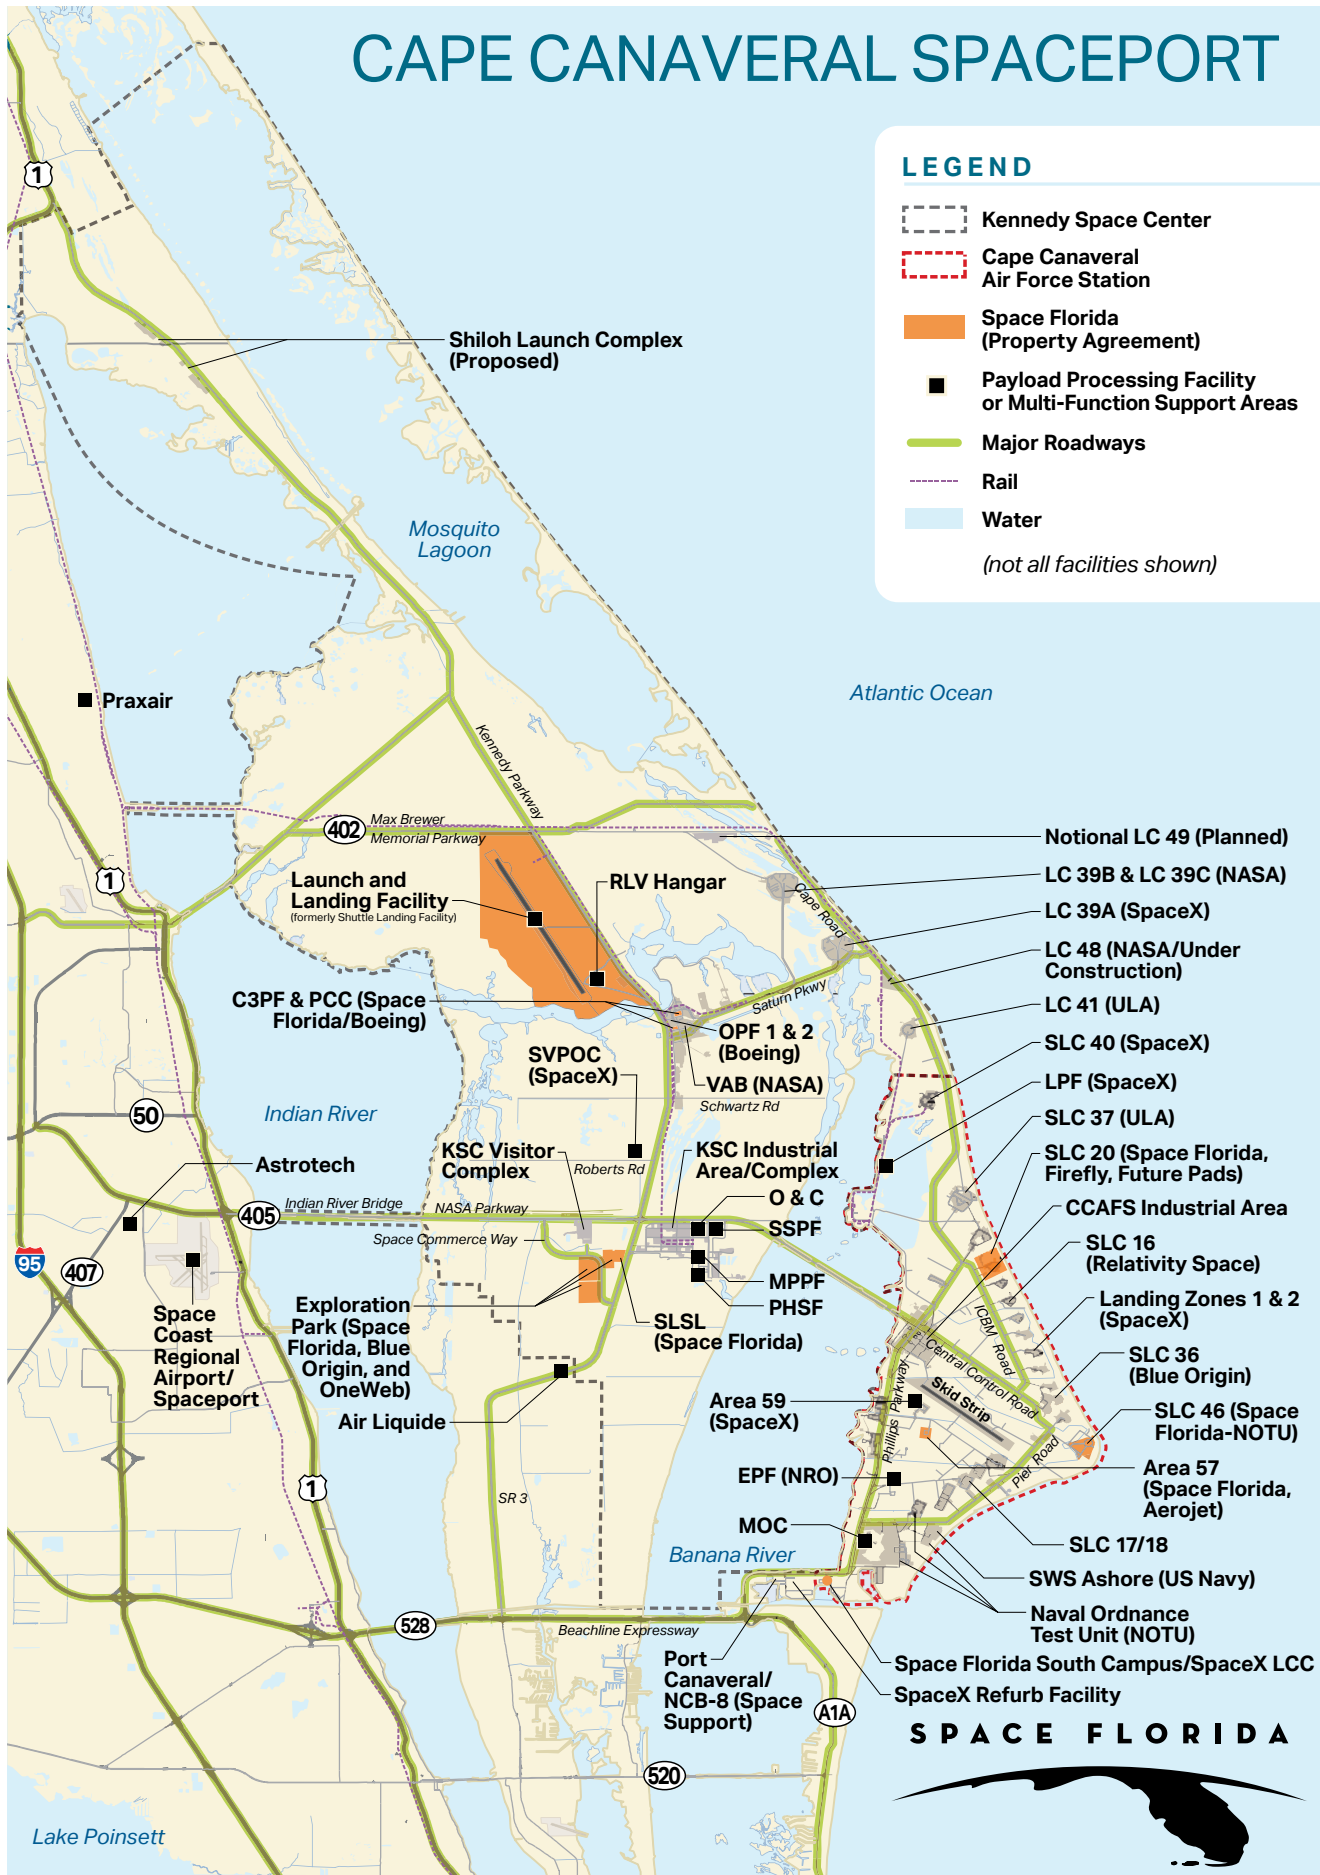 CAPE CANAVERAL SPACEPORT
LEGEND
Kennedy Space Center
Cape Canaveral
Air Force Station
Space Florida
(Property Agreement)
Payload Processing Facility
or Multi-Function Support Areas
Major Roadways
Rail
Water
(not all facilities shown)
1
Shiloh Launch Complex
(Proposed)
Mosquito
Lagoon
Atlantic Ocean
Praxair
Kennedy Parkway
402
Max Brewer
Memorial Parkway
1
Launch and
Landing Facility
(formerly Shuttle Landing Facility)
RLV Hangar
Cape Road
Notional LC 49 (Planned)
LC 39B & LC 39C (NASA)
LC 39A (SpaceX)
LC 48 (NASA/Under
Construction)
LC 41 (ULA)
SLC 40 (SpaceX)
LPF (SpaceX)
SLC 37 (ULA)
SLC 20 (Space Florida,
Firefly, Future Pads)
CCAFS Industrial Area
SLC 16
(Relativity Space)
Landing Zones 1 & 2
(SpaceX)
SLC 36
(Blue Origin)
SLC 46 (Space
Florida-NOTU)
Area 57
(Space Florida,
Aerojet)
SLC 17/18
SWS Ashore (US Navy)
Naval Ordnance
Test Unit (NOTU)
Space Florida South Campus/SpaceX LCC
SpaceX Refurb Facility
C3PF & PCC (Space
Florida/Boeing)
Saturn Pkwy
OPF 1 & 2
(Boeing)
SVPOC
(SpaceX)
VAB (NASA)
Schwartz Rd
50
Indian River
Astrotech
KSC Visitor
Complex
Roberts Rd
KSC Industrial
Area/Complex
O & C
SSPF
MPPF
PHSF
405
Indian River Bridge
NASA Parkway
Space Commerce Way
95
407
Space
Coast
Regional
Airport/
Spaceport
Exploration
Park (Space
Florida, Blue
Origin, and
OneWeb)
SLSL
(Space Florida)
Air Liquide
ICBM Road
Central Control Road
Skid Strip
Phillips Parkway
Pier Road
Area 59
(SpaceX)
EPF (NRO)
MOC
SR 3
1
Banana River
528
Beachline Expressway
Port
Canaveral/
NCB-8 (Space
Support)
A1A
520
Lake Poinsett
SPACE FLORIDA